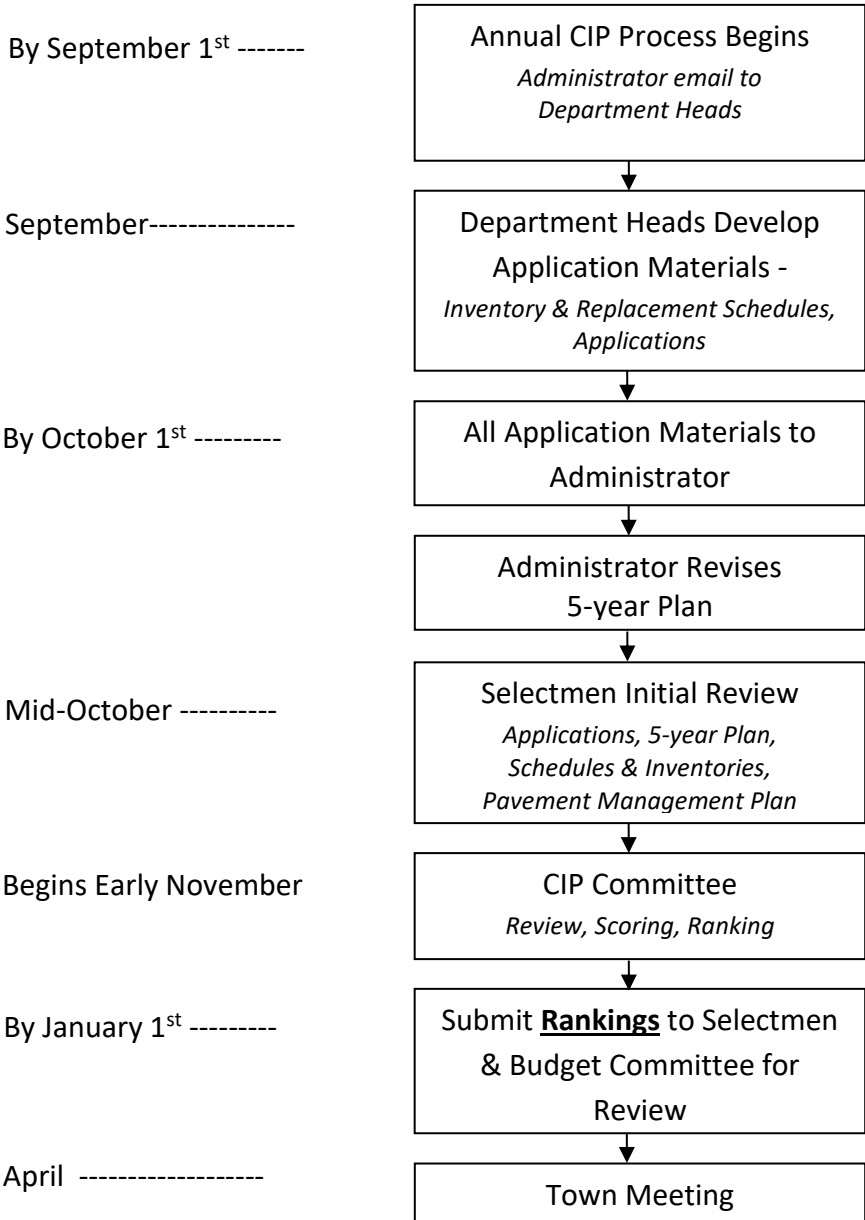 By September 1st -------
Annual CIP Process Begins
Administrator email to
Department Heads
September---------------
Department Heads Develop
Application Materials -
Inventory & Replacement Schedules,
Applications
By October 1st ---------
All Application Materials to
Administrator
Administrator Revises
5-year Plan
Mid-October ----------
Selectmen Initial Review
Applications, 5-year Plan,
Schedules & Inventories,
Pavement Management Plan
Begins Early November
CIP Committee
Review, Scoring, Ranking
By January 1st ---------
Submit Rankings to Selectmen
& Budget Committee for
Review
April -------------------
Town Meeting